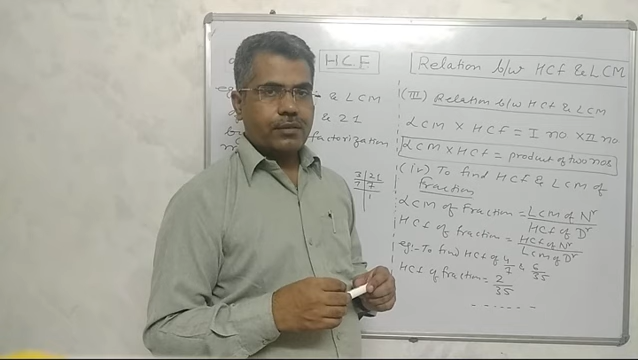 HCF
eg
& LCM
& 21
by factorization
3 | 21
7 | 7
1
Relation b/w HCF & LCM
(III) Relation b/w HCF & LCM
LCM X HCF = I no X II no
LCM X HCF = product of two nos
(IV) To find HCF & LCM of
fraction
LCM of Fraction = LCM of Nr
HCF of Dr
HCF of fraction = HCF of Nr
LCM of Dr
eg:- To find HCF of 4/7 & 6/35
HCF of fraction = 2
35